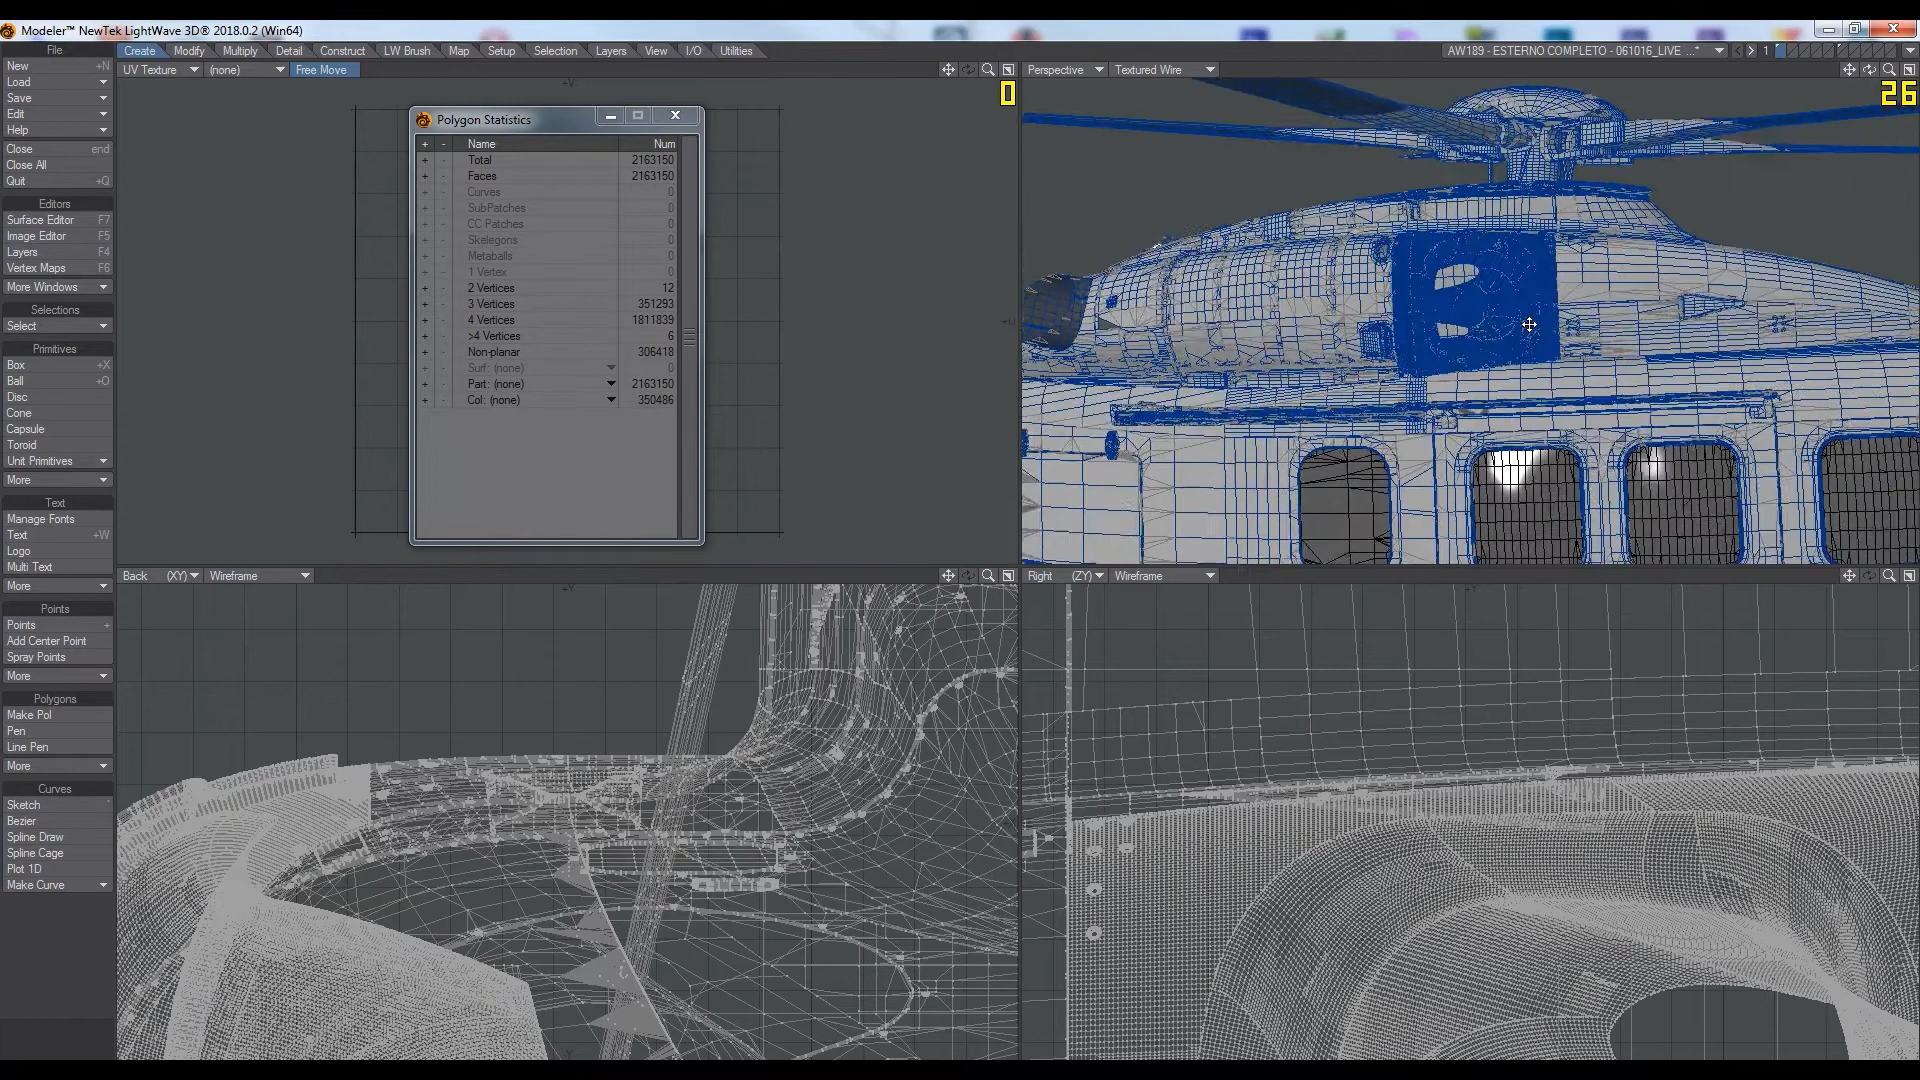 Modeler™ NewTek LightWave 3D® 2018.0.2 (Win64)
File
Create
Modify
Multiply
Detail
Construct
LW Brush
Map
Setup
Selection
Layers
View
I/O
Utilities
AW189 - ESTERNO COMPLETO - 061016_LIVE ...*
1
New +N
Load
Save
Edit
Help
Close end
Close All
Quit +Q
Editors
Surface Editor F7
Image Editor F5
Layers F4
Vertex Maps F6
More Windows
Selections
Select
Primitives
Box +X
Ball +O
Disc
Cone
Capsule
Toroid
Unit Primitives
More
Text
Manage Fonts
Text +W
Logo
Multi Text
More
Points
Points +
Add Center Point
Spray Points
More
Polygons
Make Pol
Pen
Line Pen
More
Curves
Sketch
Bezier
Spline Draw
Spline Cage
Plot 1D
Make Curve
UV Texture (none) Free Move
0
Polygon Statistics
+ - Name Num
+ - Total 2163150
+ - Faces 2163150
+ - Curves 0
+ - SubPatches 0
+ - CC Patches 0
+ - Skelegons 0
+ - Metaballs 0
+ - 1 Vertex 0
+ - 2 Vertices 12
+ - 3 Vertices 351293
+ - 4 Vertices 1811839
+ - >4 Vertices 6
+ - Non-planar 306418
+ - Surf: (none) 0
+ - Part: (none) 2163150
+ - Col: (none) 350486
Perspective Textured Wire
26
Back (XY) Wireframe
Right (ZY) Wireframe